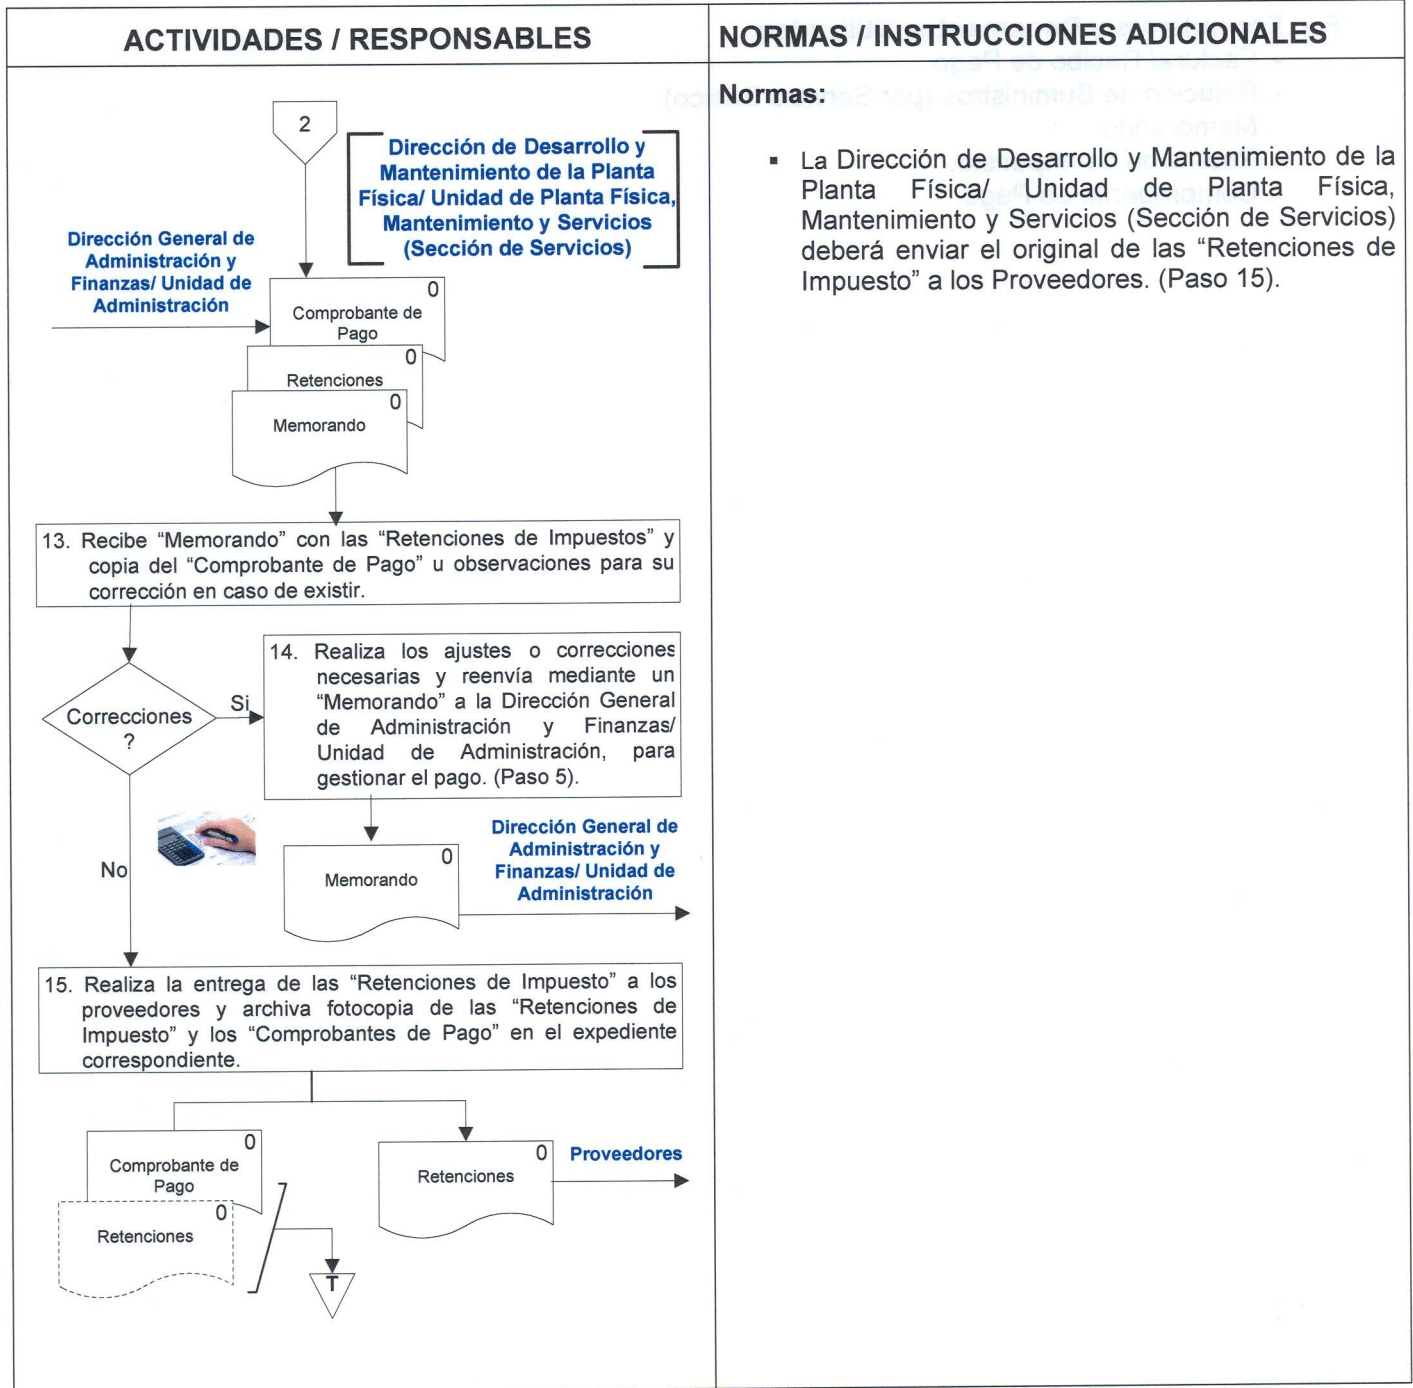 ACTIVIDADES / RESPONSABLES
NORMAS / INSTRUCCIONES ADICIONALES
2
Dirección de Desarrollo y
Mantenimiento de la Planta
Física/ Unidad de Planta Física,
Mantenimiento y Servicios
(Sección de Servicios)
Dirección General de
Administración y
Finanzas/ Unidad de
Administración
0
Comprobante de
Pago
0
Retenciones
0
Memorando
13. Recibe “Memorando” con las “Retenciones de Impuestos” y
copia del “Comprobante de Pago” u observaciones para su
corrección en caso de existir.
Correcciones
?
Si
14. Realiza los ajustes o correcciones
necesarias y reenvía mediante un
“Memorando” a la Dirección General
de Administración y Finanzas/
Unidad de Administración, para
gestionar el pago. (Paso 5).
No
0
Memorando
Dirección General de
Administración y
Finanzas/ Unidad de
Administración
15. Realiza la entrega de las “Retenciones de Impuesto” a los
proveedores y archiva fotocopia de las “Retenciones de
Impuesto” y los “Comprobantes de Pago” en el expediente
correspondiente.
0
Comprobante de
Pago
0
Retenciones
T
0
Retenciones
Proveedores
Normas:
▪ La Dirección de Desarrollo y Mantenimiento de la
Planta Física/ Unidad de Planta Física,
Mantenimiento y Servicios (Sección de Servicios)
deberá enviar el original de las “Retenciones de
Impuesto” a los Proveedores. (Paso 15).